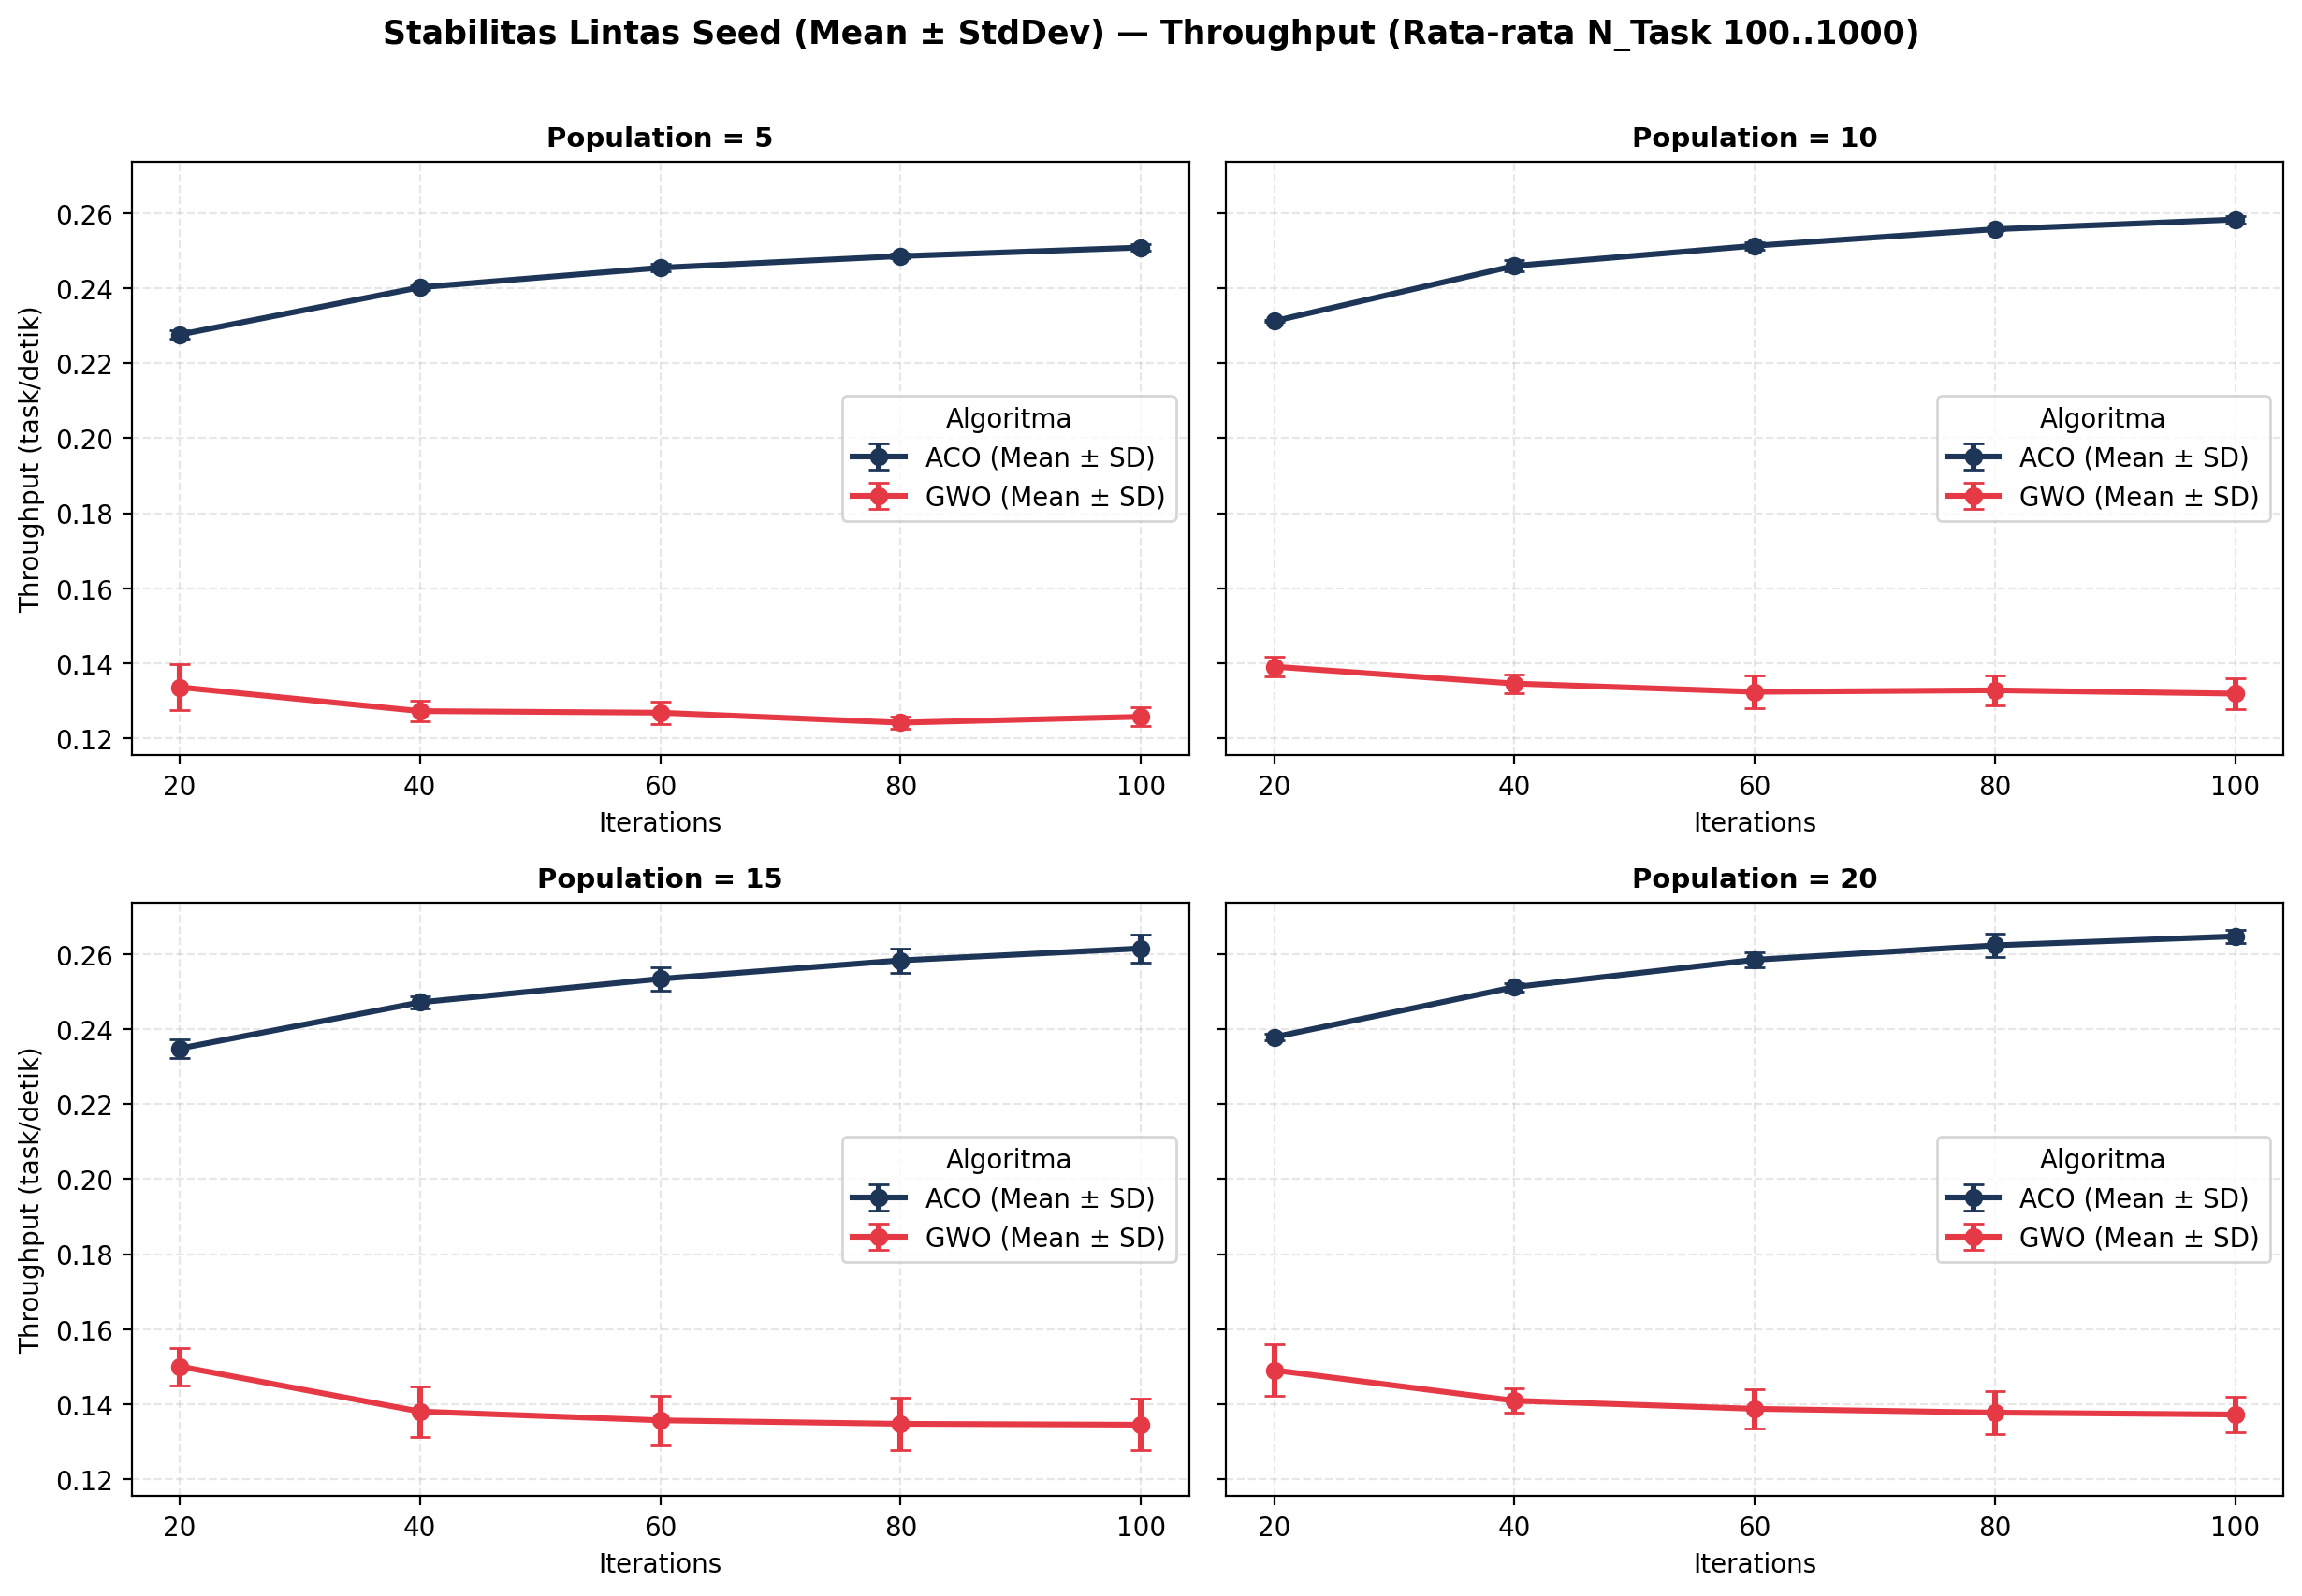 Stabilitas Lintas Seed (Mean ± StdDev) — Throughput (Rata-rata N_Task 100..1000)
Population = 5
Throughput (task/detik)
0.26
0.24
0.22
0.20
0.18
0.16
0.14
0.12
Algoritma
ACO (Mean ± SD)
GWO (Mean ± SD)
20 40 60 80 100
Iterations
Population = 10
Algoritma
ACO (Mean ± SD)
GWO (Mean ± SD)
20 40 60 80 100
Iterations
Population = 15
Throughput (task/detik)
0.26
0.24
0.22
0.20
0.18
0.16
0.14
0.12
Algoritma
ACO (Mean ± SD)
GWO (Mean ± SD)
20 40 60 80 100
Iterations
Population = 20
Algoritma
ACO (Mean ± SD)
GWO (Mean ± SD)
20 40 60 80 100
Iterations